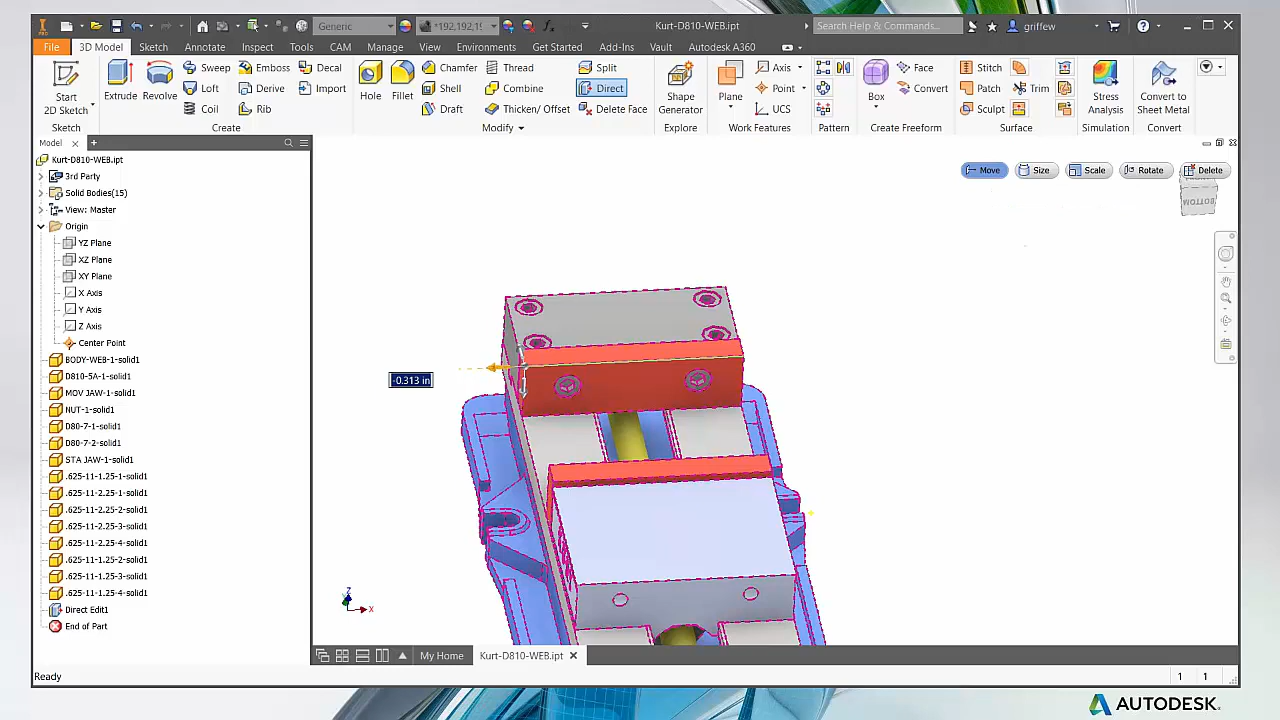 Generic
*192,192,19
Kurt-D810-WEB.ipt
Search Help & Commands...
griffew
File
3D Model
Sketch
Annotate
Inspect
Tools
CAM
Manage
View
Environments
Get Started
Add-Ins
Vault
Autodesk A360
Start
2D Sketch
Extrude
Revolve
Sweep
Loft
Coil
Emboss
Derive
Rib
Decal
Import
Hole
Fillet
Chamfer
Shell
Draft
Thread
Combine
Thicken/ Offset
Split
Direct
Delete Face
Shape
Generator
Plane
Axis
Point
UCS
Box
Face
Convert
Stitch
Patch
Sculpt
Trim
Stress
Analysis
Convert to
Sheet Metal
Sketch
Create
Modify
Explore
Work Features
Pattern
Create Freeform
Surface
Simulation
Convert
Model
Kurt-D810-WEB.ipt
3rd Party
Solid Bodies(15)
View: Master
Origin
YZ Plane
XZ Plane
XY Plane
X Axis
Y Axis
Z Axis
Center Point
BODY-WEB-1-solid1
D810-5A-1-solid1
MOV JAW-1-solid1
NUT-1-solid1
D80-7-1-solid1
D80-7-2-solid1
STA JAW-1-solid1
.625-11-1.25-1-solid1
.625-11-2.25-1-solid1
.625-11-2.25-2-solid1
.625-11-2.25-3-solid1
.625-11-2.25-4-solid1
.625-11-1.25-2-solid1
.625-11-1.25-3-solid1
.625-11-1.25-4-solid1
Direct Edit1
End of Part
Move
Size
Scale
Rotate
Delete
BOTTOM
-0.313 in
Z
X
My Home
Kurt-D810-WEB.ipt
Ready
1
1
AUTODESK.